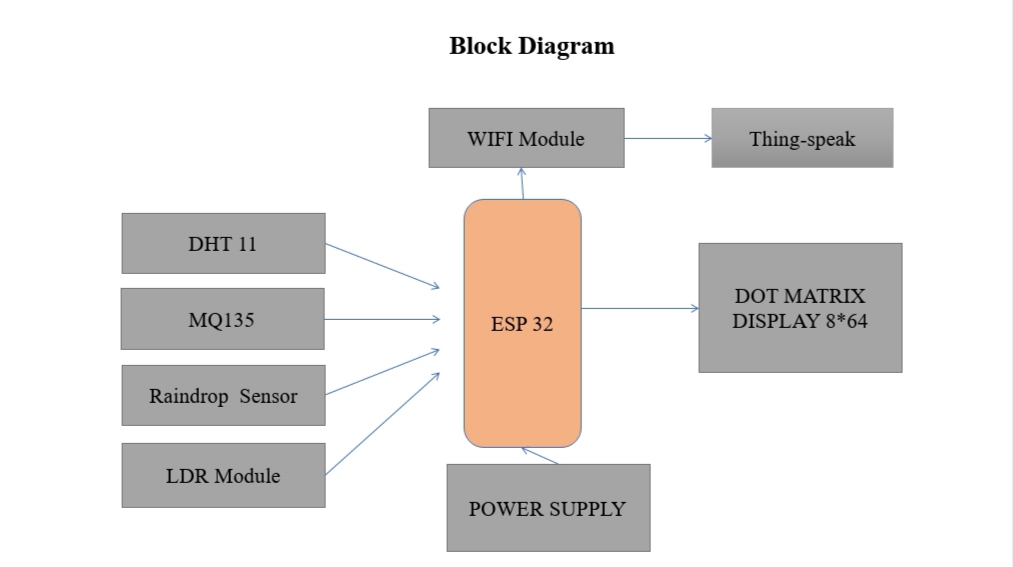 Block Diagram
WIFI Module
Thing-speak
DHT 11
MQ135
Raindrop  Sensor
LDR Module
ESP 32
DOT MATRIX
DISPLAY 8*64
POWER SUPPLY